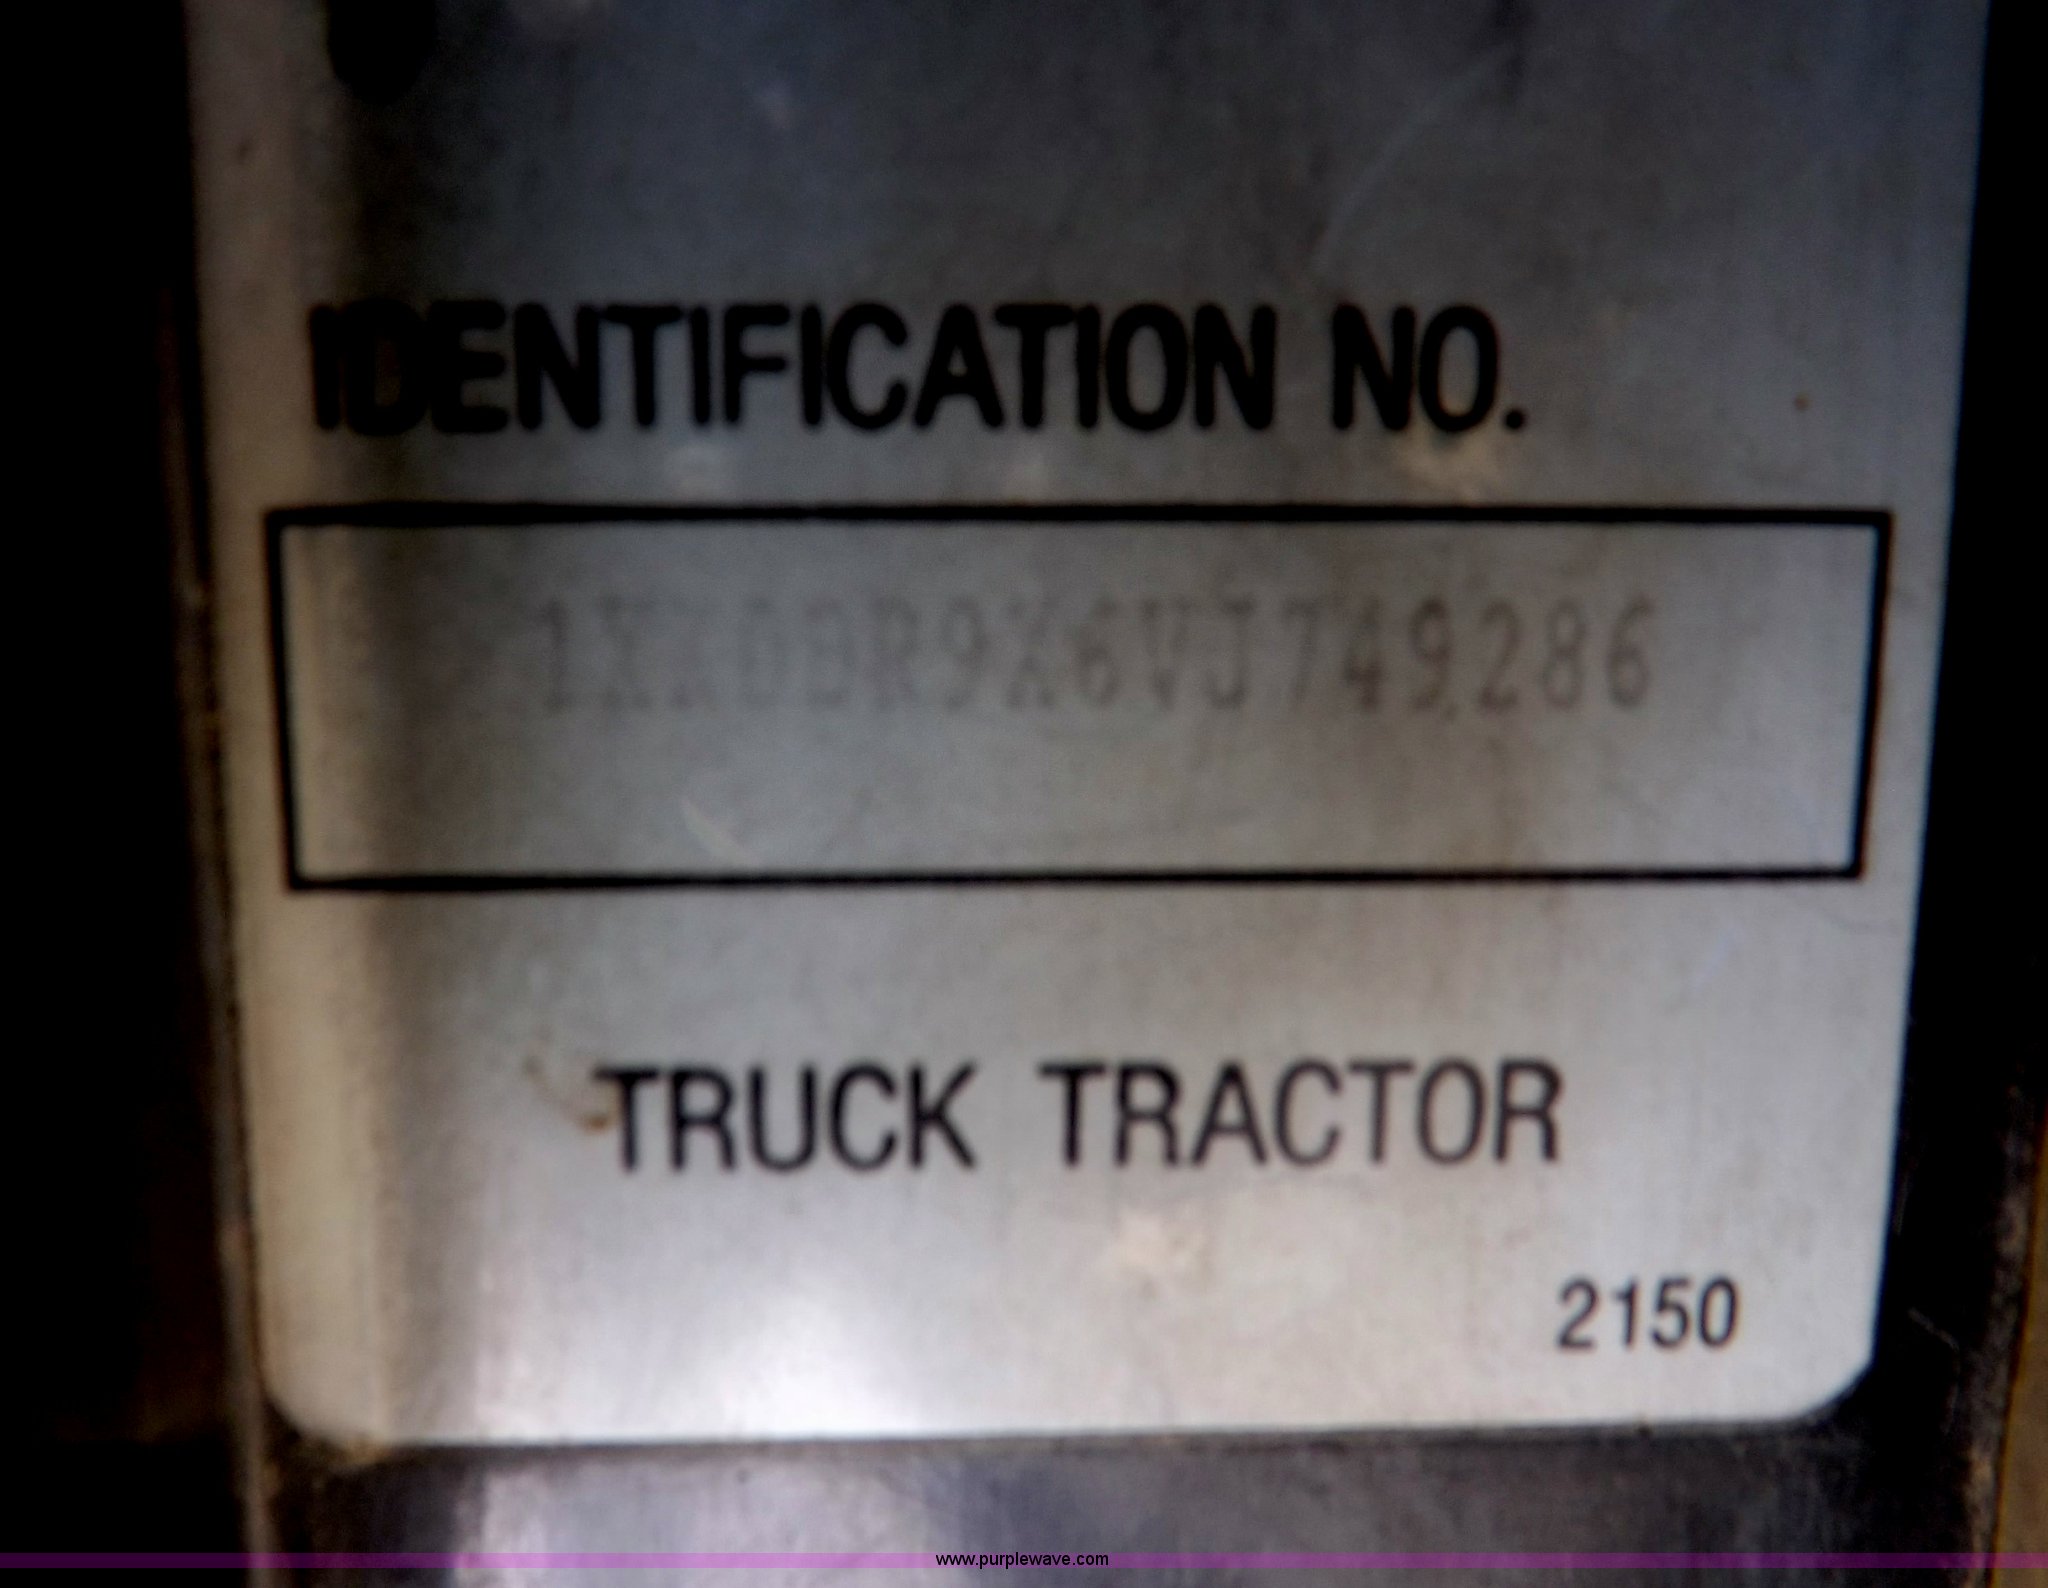 IDENTIFICATION NO.
1XKDDR9X6VJ749286
TRUCK TRACTOR
2150
www.purplewave.com